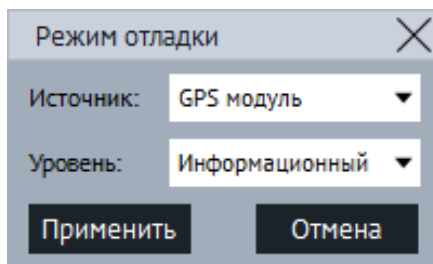 Режим отладки
Источник: GPS модуль
Уровень: Информационный
Применить Отмена